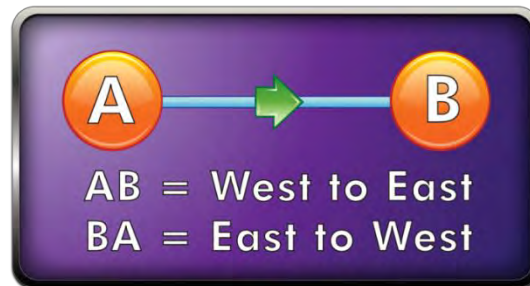 A B
AB = West to East
BA = East to West